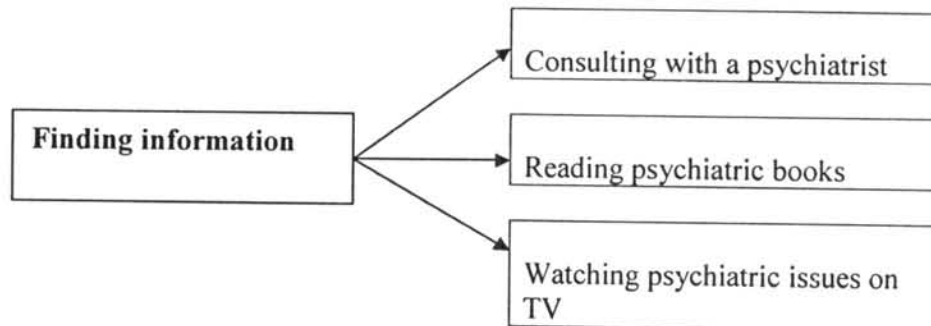 Finding information
Consulting with a psychiatrist
Reading psychiatric books
Watching psychiatric issues on
TV